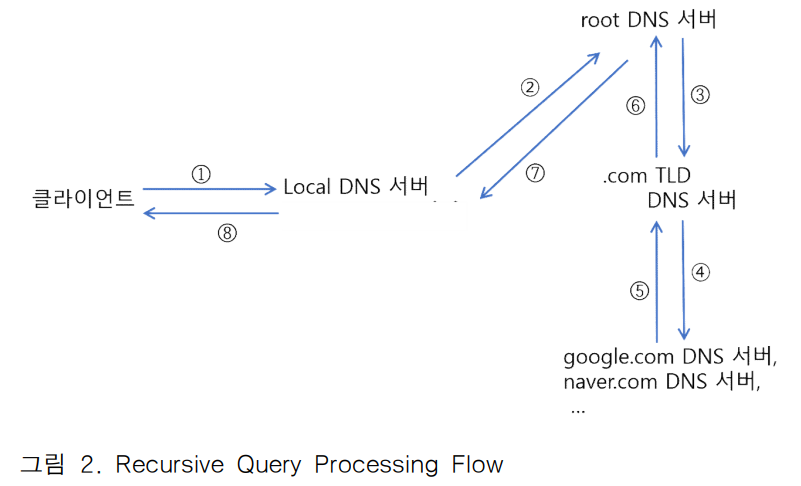 root DNS 서버
②
⑥
③
⑦
①
.com TLD
DNS 서버
클라이언트
Local DNS 서버
⑧
⑤
④
google.com DNS 서버,
naver.com DNS 서버,
...
그림 2. Recursive Query Processing Flow